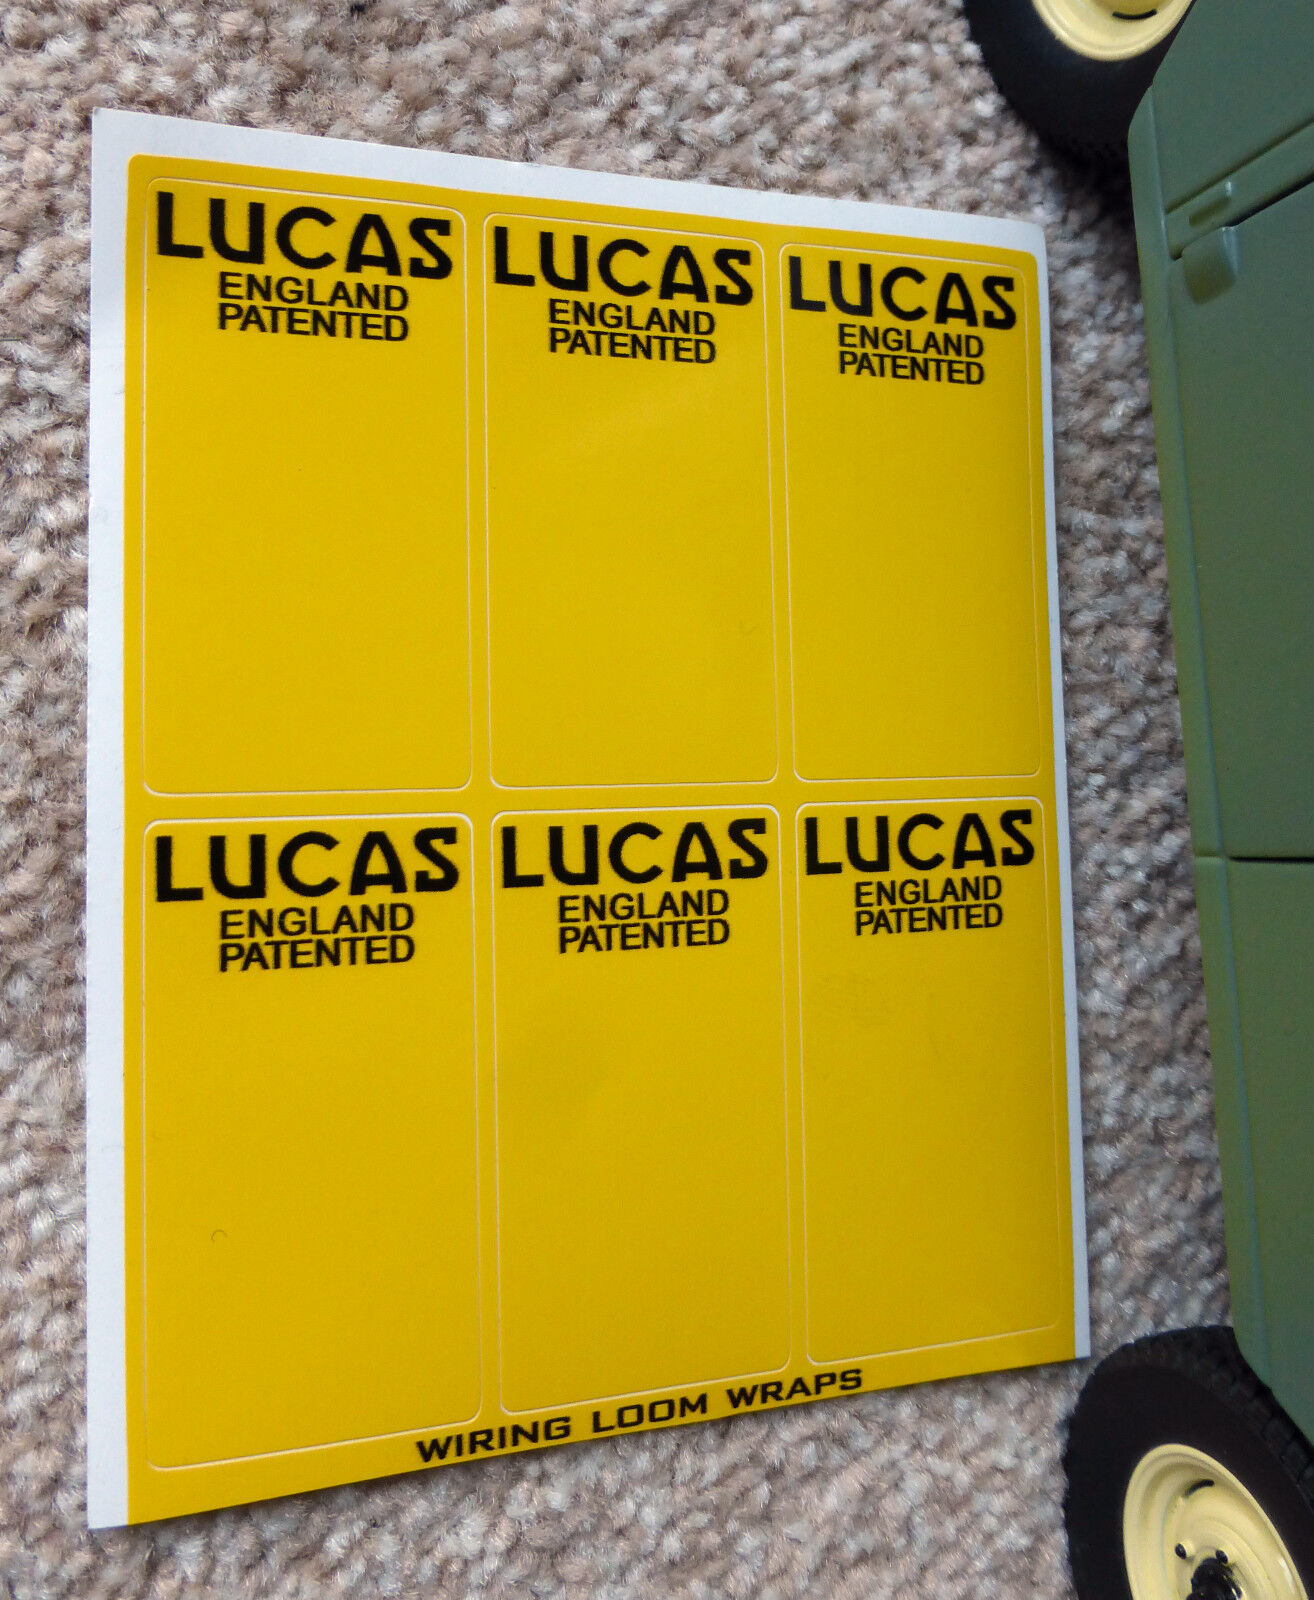 LUCAS
ENGLAND
PATENTED
LUCAS
ENGLAND
PATENTED
LUCAS
ENGLAND
PATENTED
LUCAS
ENGLAND
PATENTED
LUCAS
ENGLAND
PATENTED
LUCAS
ENGLAND
PATENTED
WIRING LOOM WRAPS